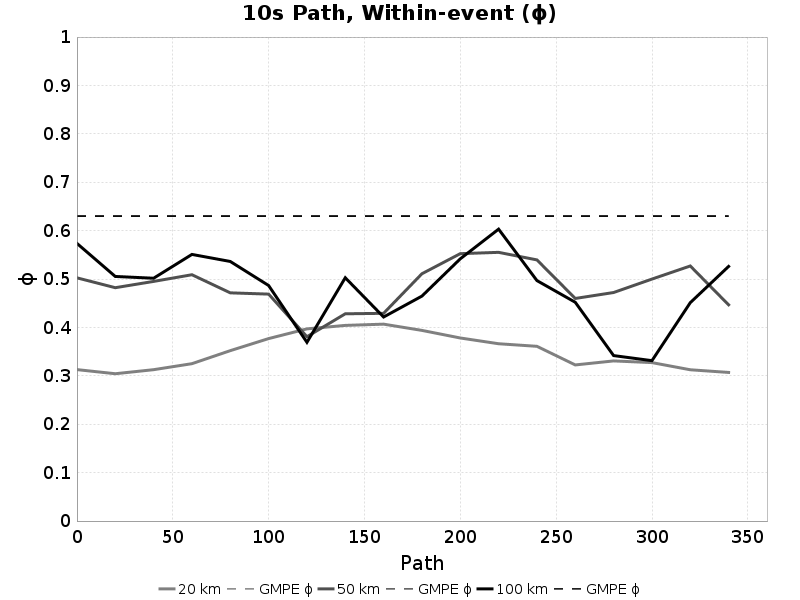 10s Path, Within-event (ϕ)
1
0.9
0.8
0.7
0.6
0.5
0.4
0.3
0.2
0.1
0
ϕ
0 50 100 150 200 250 300 350
Path
20 km GMPE ϕ 50 km GMPE ϕ 100 km GMPE ϕ